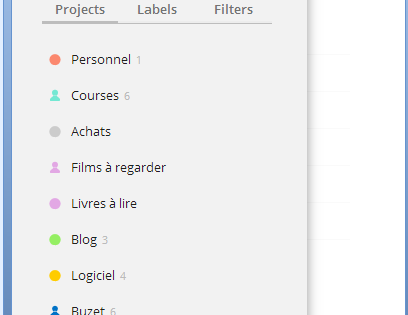 Projects Labels Filters
Personnel 1
Courses 6
Achats
Films à regarder
Livres à lire
Blog 3
Logiciel 4
Buzet 6